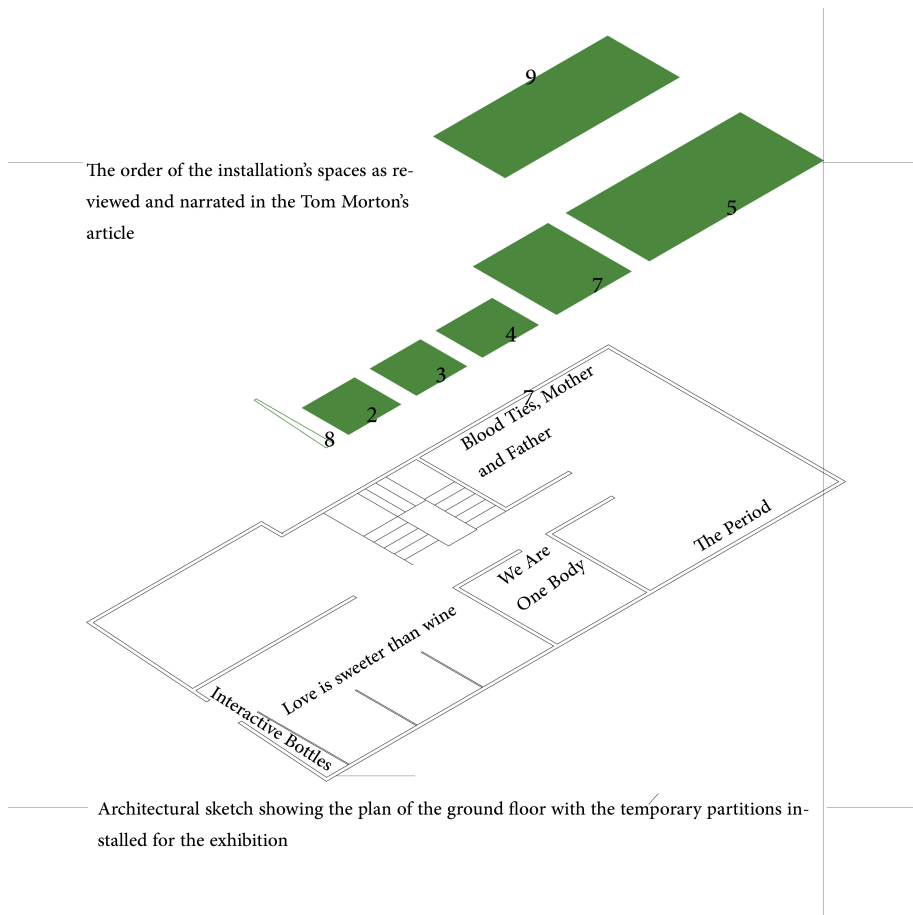 9
The order of the installation's spaces as re-
viewed and narrated in the Tom Morton's
article
5
7
4
3
2
8
7
Blood Ties, Mother
and Father
The Period
We Are
One Body
Love is sweeter than wine
Interactive Bottles
Architectural sketch showing the plan of the ground floor with the temporary partitions in-
stalled for the exhibition